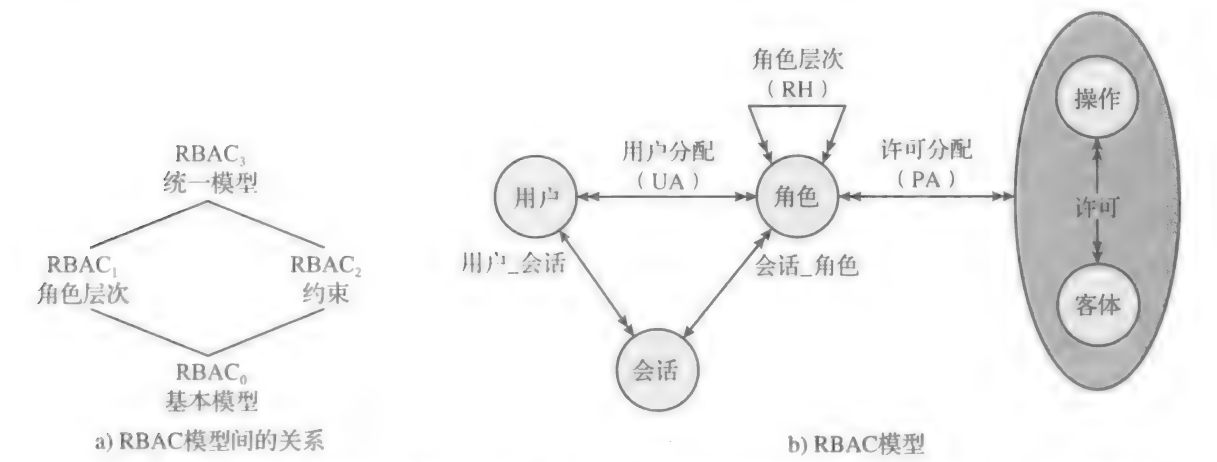 RBAC₃
统一模型
RBAC₁
角色层次
RBAC₂
约束
RBAC₀
基本模型
a) RBAC模型间的关系
角色层次
(RH)
用户分配
(UA)
许可分配
(PA)
用户
角色
操作
许可
客体
用户_会话
会话_角色
会话
b) RBAC模型